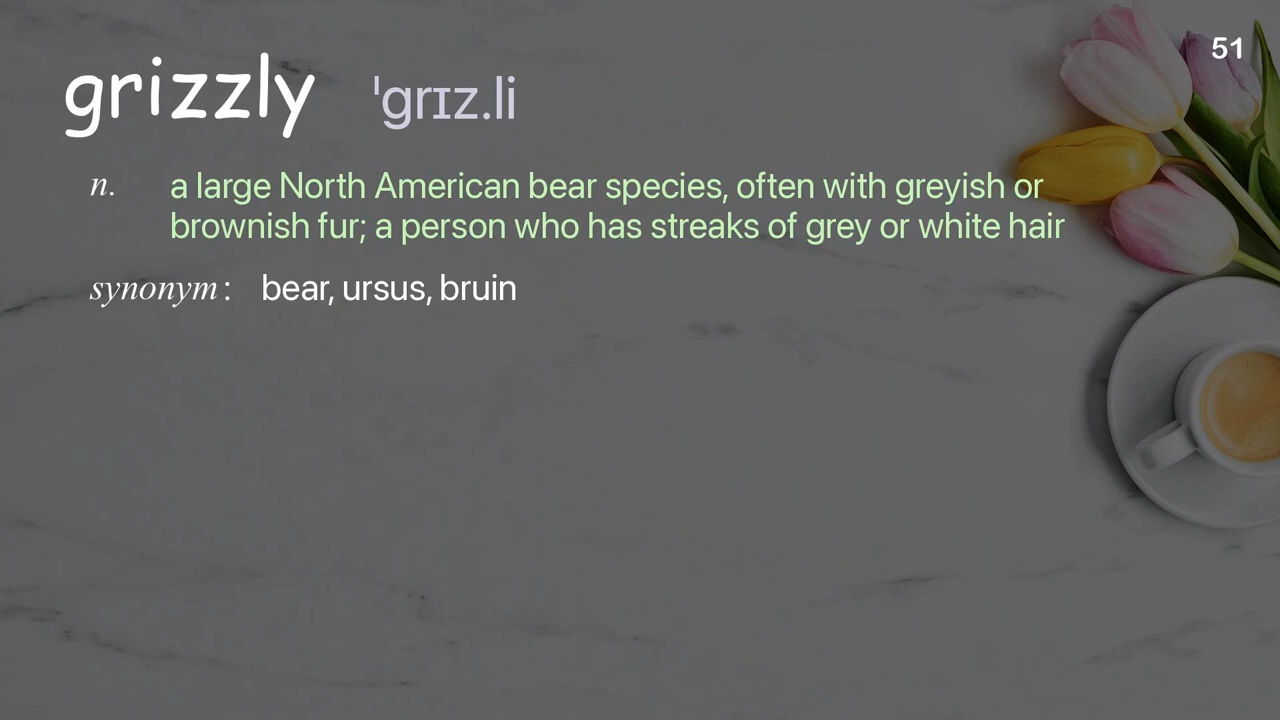 51
grizzly ˈgrɪz.li
n. a large North American bear species, often with greyish or
brownish fur; a person who has streaks of grey or white hair
synonym: bear, ursus, bruin